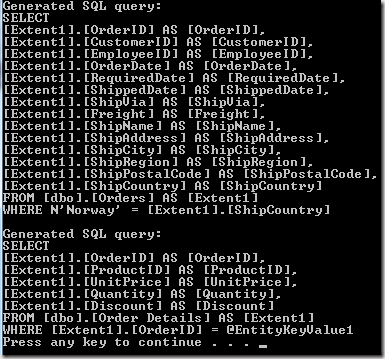 Generated SQL query:
SELECT
[Extent1].[OrderID] AS [OrderID],
[Extent1].[CustomerID] AS [CustomerID],
[Extent1].[EmployeeID] AS [EmployeeID],
[Extent1].[OrderDate] AS [OrderDate],
[Extent1].[RequiredDate] AS [RequiredDate],
[Extent1].[ShippedDate] AS [ShippedDate],
[Extent1].[ShipVia] AS [ShipVia],
[Extent1].[Freight] AS [Freight],
[Extent1].[ShipName] AS [ShipName],
[Extent1].[ShipAddress] AS [ShipAddress],
[Extent1].[ShipCity] AS [ShipCity],
[Extent1].[ShipRegion] AS [ShipRegion],
[Extent1].[ShipPostalCode] AS [ShipPostalCode],
[Extent1].[ShipCountry] AS [ShipCountry]
FROM [dbo].[Orders] AS [Extent1]
WHERE N'Norway' = [Extent1].[ShipCountry]
Generated SQL query:
SELECT
[Extent1].[OrderID] AS [OrderID],
[Extent1].[ProductID] AS [ProductID],
[Extent1].[UnitPrice] AS [UnitPrice],
[Extent1].[Quantity] AS [Quantity],
[Extent1].[Discount] AS [Discount]
FROM [dbo].[Order Details] AS [Extent1]
WHERE [Extent1].[OrderID] = @EntityKeyValue1
Press any key to continue . . . _